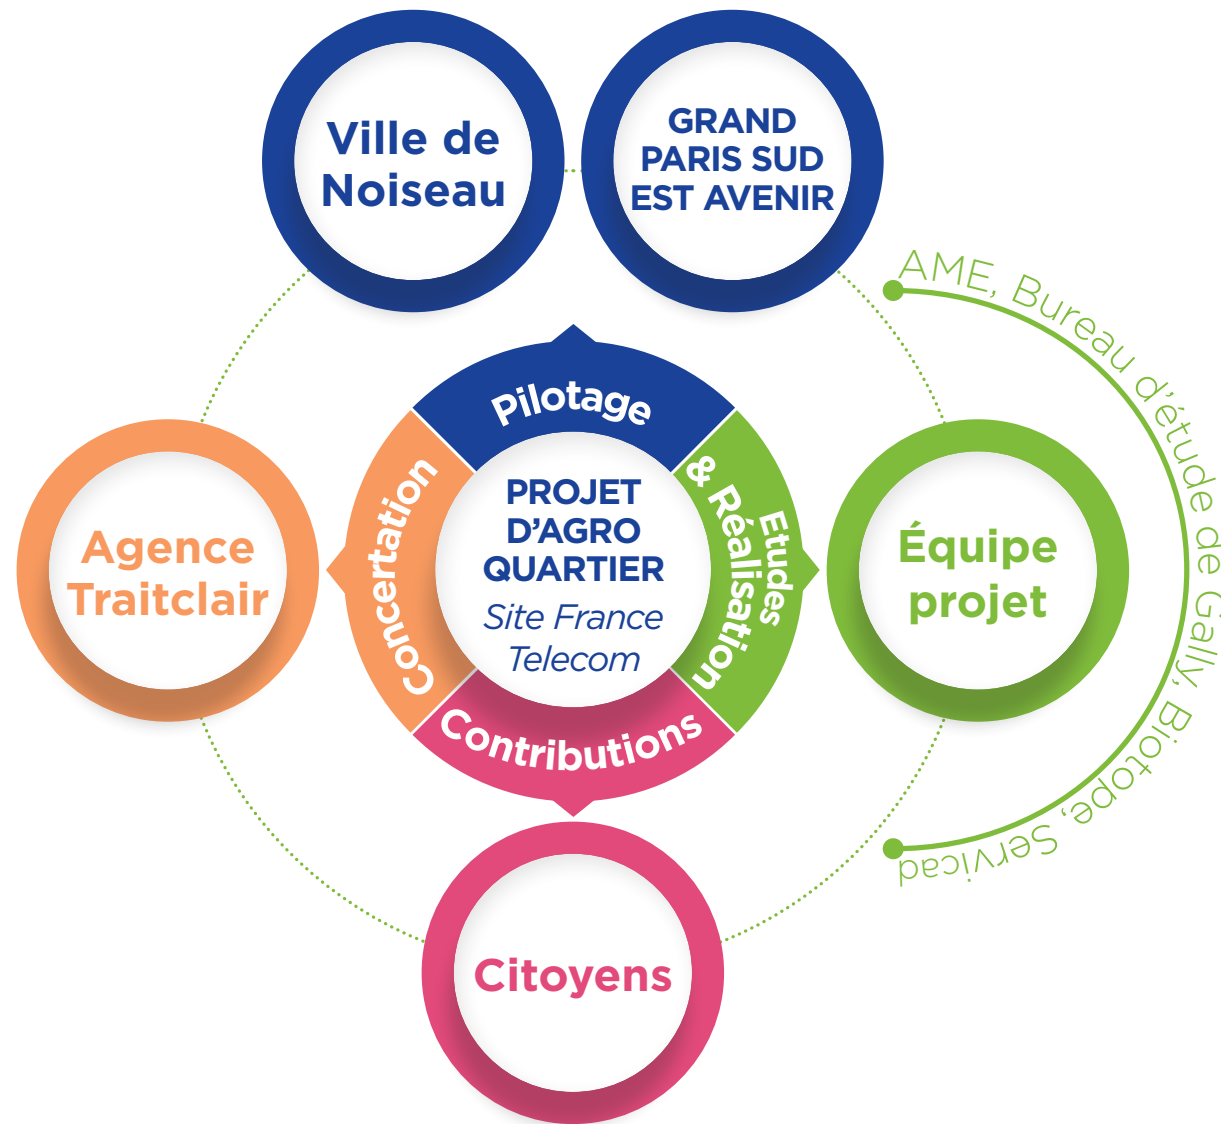 Ville de
Noiseau
GRAND
PARIS SUD
EST AVENIR
AME, Bureau d'étude de Gally, Biotope, Servicad
Pilotage
Concertation
PROJET
D'AGRO
QUARTIER
Site France
Telecom
Etudes
& Réalisation
Contributions
Agence
Traitclair
Équipe
projet
Citoyens